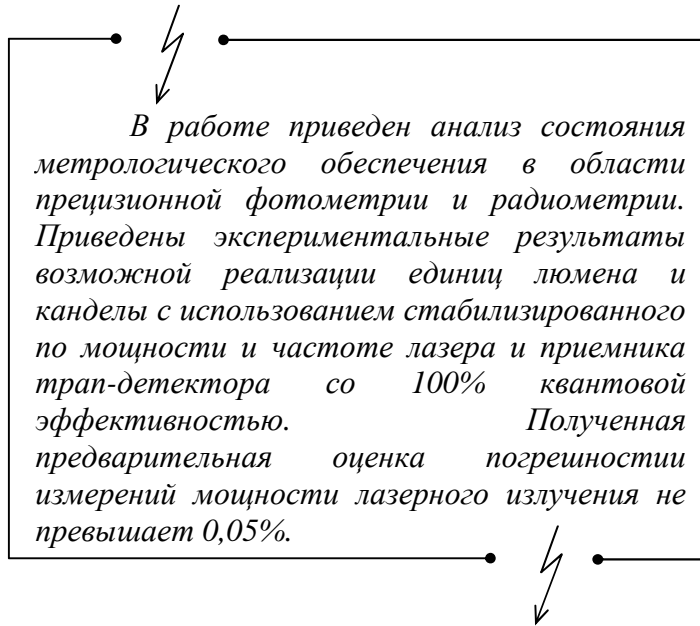 В работе приведен анализ состояния
метрологического обеспечения в области
прецизионной фотометрии и радиометрии.
Приведены экспериментальные результаты
возможной реализации единиц люмена и
канделы с использованием стабилизированного
по мощности и частоте лазера и приемника
трап-детектора со 100% квантовой
эффективностью. Полученная
предварительная оценка погрешностии
измерений мощности лазерного излучения не
превышает 0,05%.